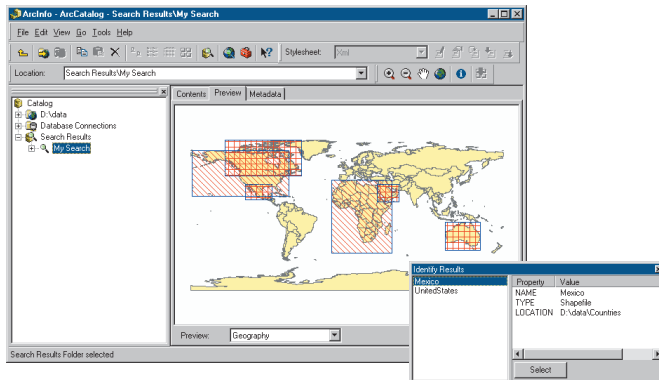 ArcInfo - ArcCatalog - Search Results\My Search
File Edit View Go Tools Help
Stylesheet: Xml
Location: Search Results\My Search
Contents Preview Metadata
Catalog
D:\data
Database Connections
Search Results
My Search
Identify Results
Mexico
UnitedStates
Property Value
NAME Mexico
TYPE Shapefile
LOCATION D:\data\Countries
Select
Preview: Geography
Search Results Folder selected